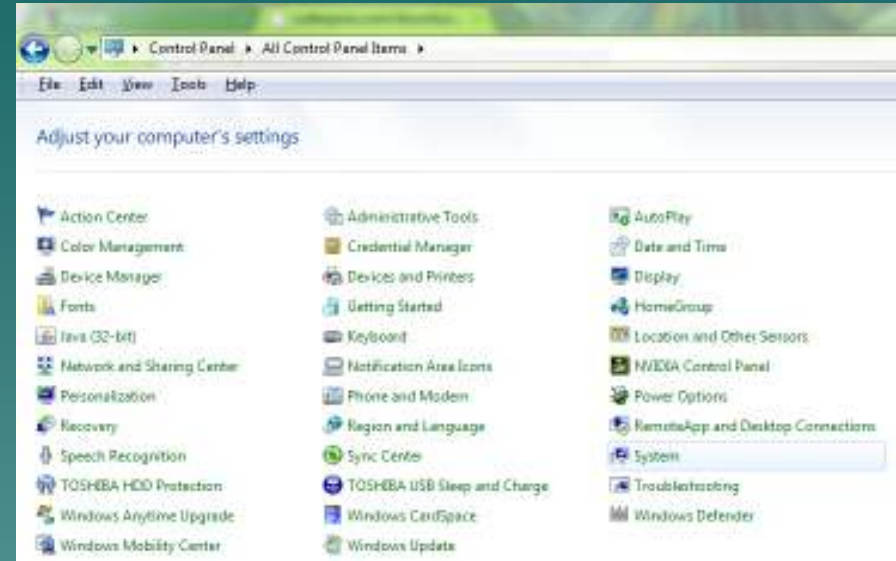 Control Panel All Control Panel Items
File Edit View Tools Help
Adjust your computer's settings
Action Center Administrative Tools AutoPlay
Color Management Credential Manager Date and Time
Device Manager Devices and Printers Display
Fonts Getting Started HomeGroup
Java (32-bit) Keyboard Location and Other Sensors
Network and Sharing Center Notification Area Icons NVIDIA Control Panel
Personalization Phone and Modem Power Options
Recovery Region and Language RemoteApp and Desktop Connections
Speech Recognition Sync Center System
TOSHIBA HDD Protection TOSHIBA USB Sleep and Charge Troubleshooting
Windows Anytime Upgrade Windows CardSpace Windows Defender
Windows Mobility Center Windows Update